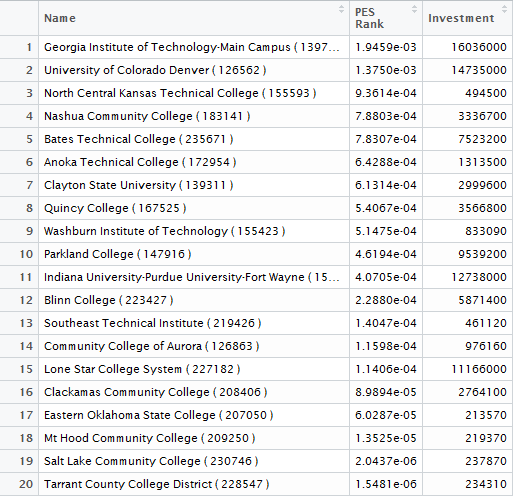 Name PES Rank Investment
1 Georgia Institute of Technology-Main Campus ( 1397... 1.9459e-03 16036000
2 University of Colorado Denver ( 126562 ) 1.3750e-03 14735000
3 North Central Kansas Technical College ( 155593 ) 9.3614e-04 494500
4 Nashua Community College ( 183141 ) 7.8803e-04 3336700
5 Bates Technical College ( 235671 ) 7.8307e-04 7523200
6 Anoka Technical College ( 172954 ) 6.4288e-04 1313500
7 Clayton State University ( 139311 ) 6.1314e-04 2999600
8 Quincy College ( 167525 ) 5.4067e-04 3566800
9 Washburn Institute of Technology ( 155423 ) 5.1475e-04 833090
10 Parkland College ( 147916 ) 4.6194e-04 9539200
11 Indiana University-Purdue University-Fort Wayne ( 15... 4.0705e-04 12738000
12 Blinn College ( 223427 ) 2.2880e-04 5871400
13 Southeast Technical Institute ( 219426 ) 1.4047e-04 461120
14 Community College of Aurora ( 126863 ) 1.1598e-04 976160
15 Lone Star College System ( 227182 ) 1.1406e-04 11166000
16 Clackamas Community College ( 208406 ) 8.9894e-05 2764100
17 Eastern Oklahoma State College ( 207050 ) 6.0287e-05 213570
18 Mt Hood Community College ( 209250 ) 1.3525e-05 219370
19 Salt Lake Community College ( 230746 ) 2.0437e-06 237870
20 Tarrant County College District ( 228547 ) 1.5481e-06 234310